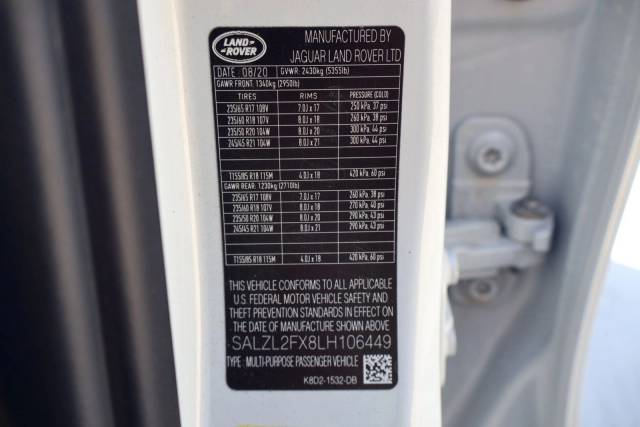 LAND ROVER
MANUFACTURED BY
JAGUAR LAND ROVER LTD
DATE 08/20 GVWR: 2430kg (5355lb)
GAWR FRONT: 1340kg (2950lb)
TIRES RIMS PRESSURE (COLD)
235/65 R17 108V 7.0J x 17 250 kPa, 37 psi
235/60 R18 107V 8.0J x 18 260 kPa, 38 psi
235/50 R20 104W 8.0J x 20 300 kPa, 44 psi
245/45 R21 104W 8.0J x 21 300 kPa, 44 psi
T155/85 R18 115M 4.0J x 18 420 kPa, 60 psi
GAWR REAR: 1230kg (2710lb)
235/65 R17 108V 7.0J x 17 260 kPa, 38 psi
235/60 R18 107V 8.0J x 18 270 kPa, 40 psi
235/50 R20 104W 8.0J x 20 290 kPa, 43 psi
245/45 R21 104W 8.0J x 21 290 kPa, 43 psi
T155/85 R18 115M 4.0J x 18 420 kPa, 60 psi
THIS VEHICLE CONFORMS TO ALL APPLICABLE
U.S. FEDERAL MOTOR VEHICLE SAFETY AND
THEFT PREVENTION STANDARDS IN EFFECT ON
THE DATE OF MANUFACTURE SHOWN ABOVE
SALZL2FX8LH106449
TYPE: MULTI-PURPOSE PASSENGER VEHICLE
K8D2-1532-DB